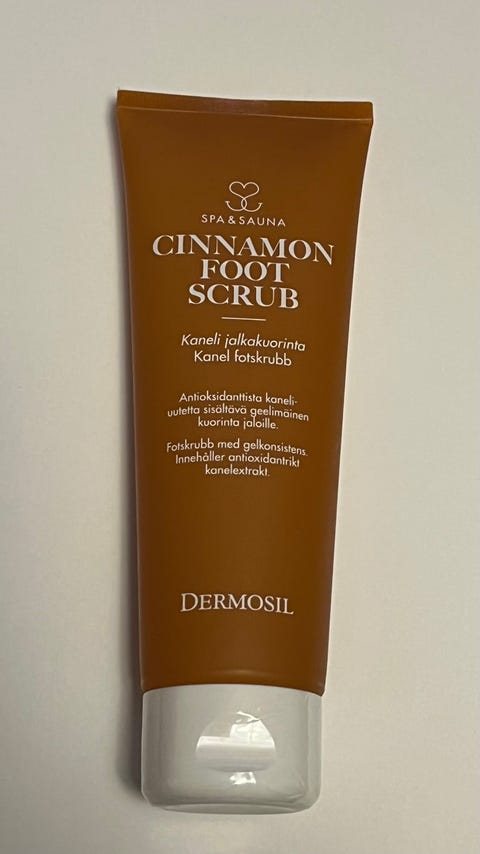 SPA & SAUNA
CINNAMON
FOOT
SCRUB
Kaneli jalkakuorinta
Kanel fotskrubb
Antioksidanttista kaneli-
uutetta sisältävä geelimäinen
kuorinta jaloille.
Fotskrubb med gelkonsistens.
Innehåller antioxidantrikt
kanelextrakt.
DERMOSIL